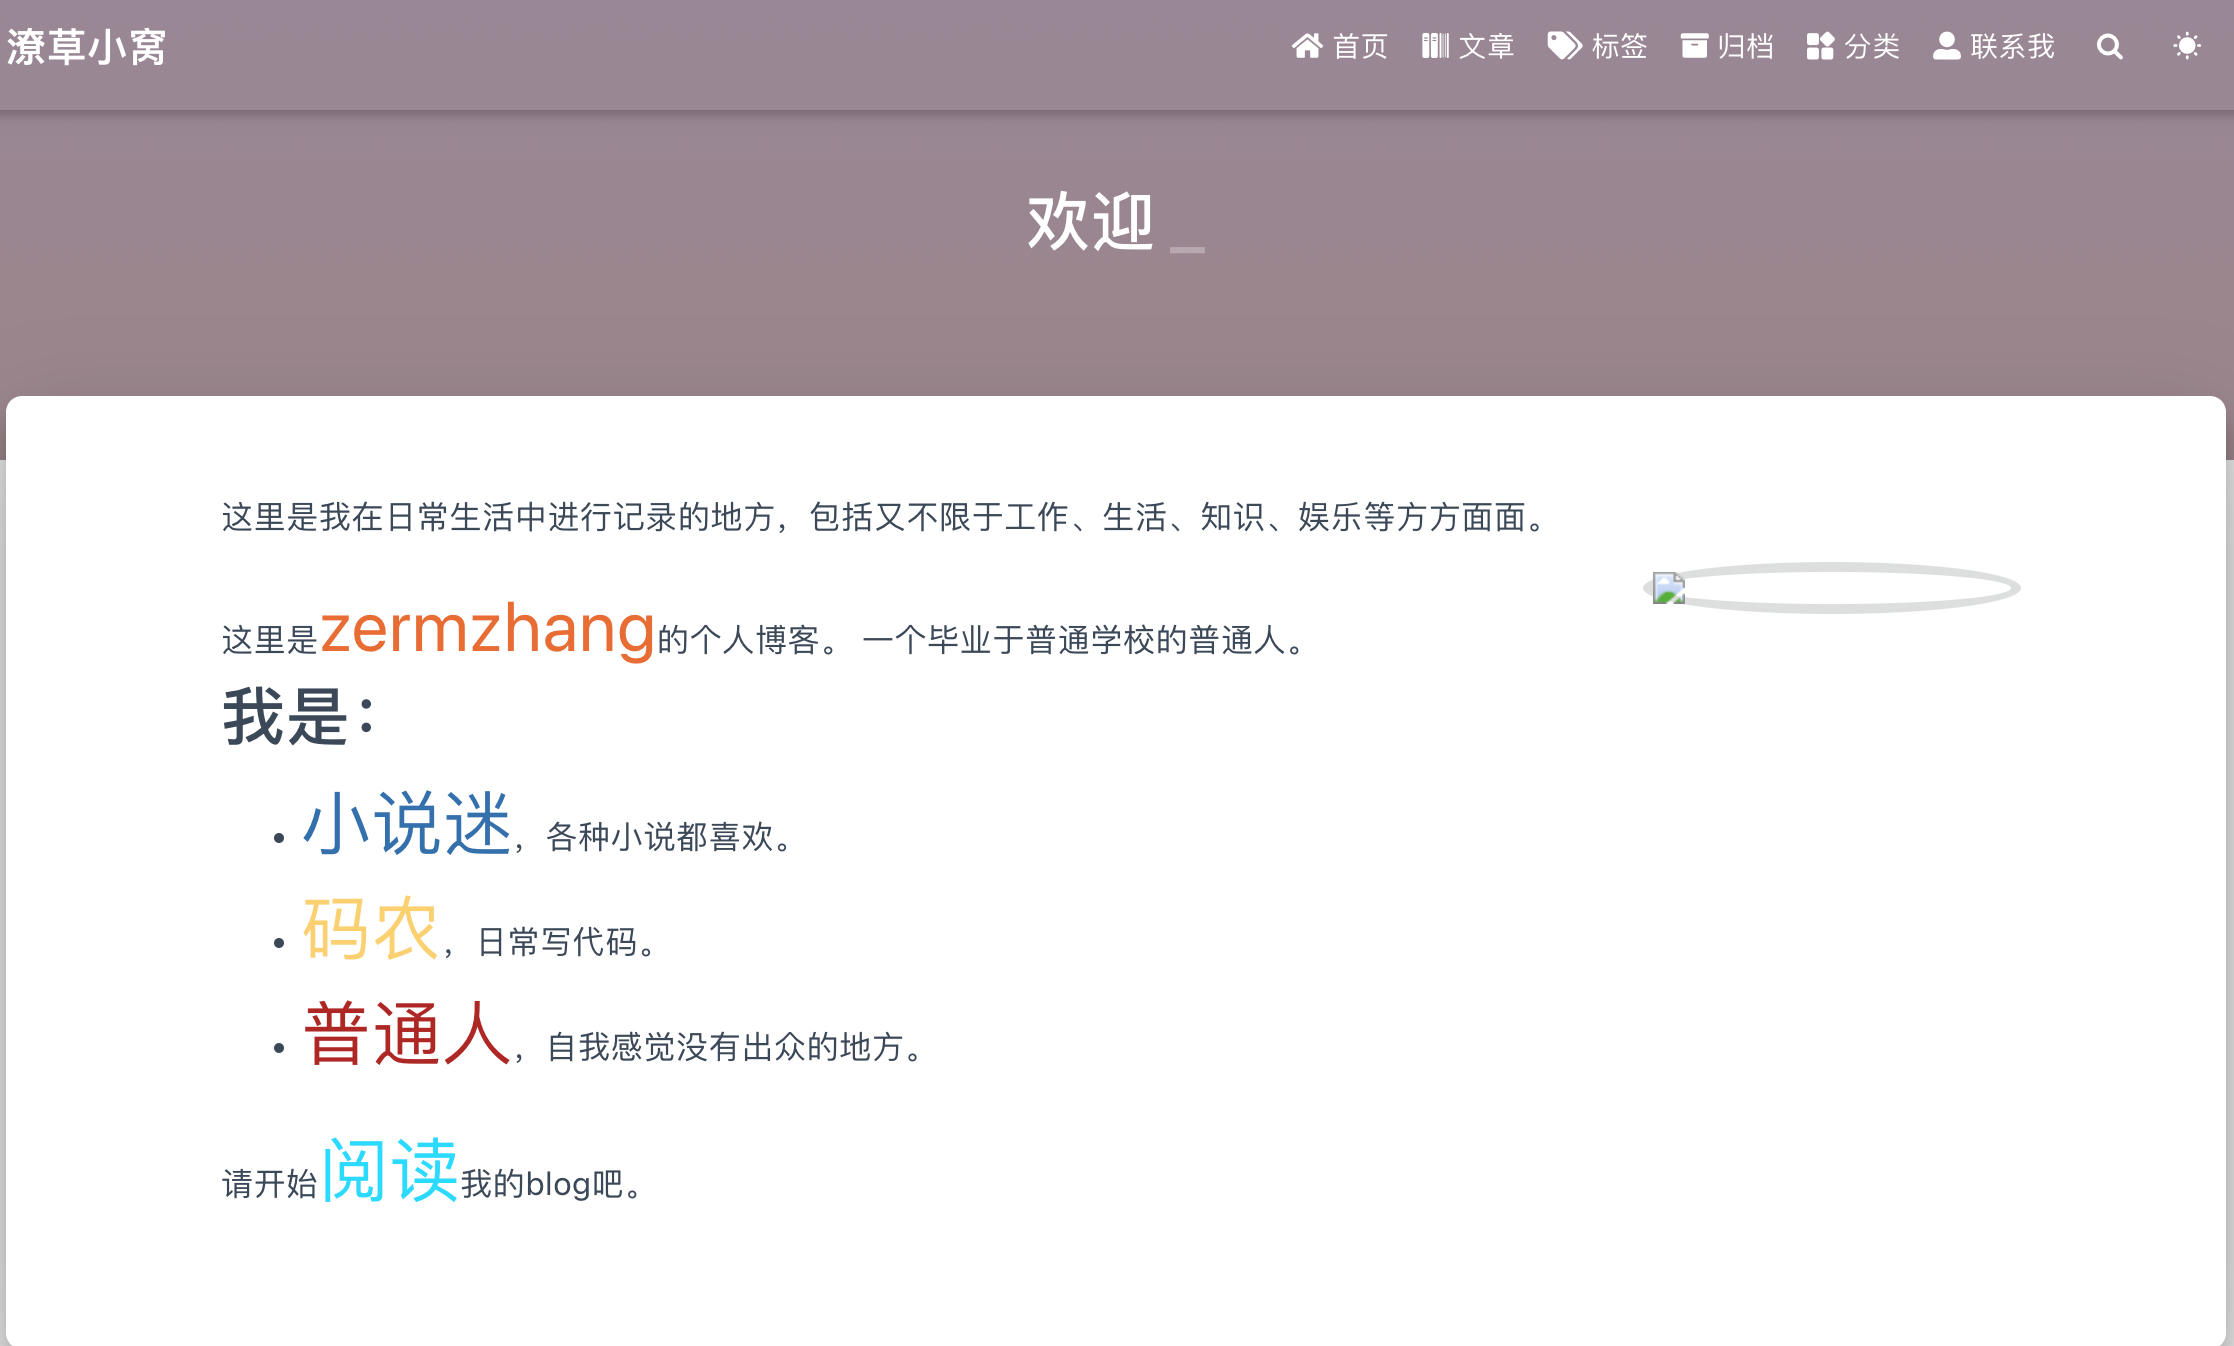 潦草小窝
首页 文章 标签 归档 分类 联系我
欢迎 _
这里是我在日常生活中进行记录的地方，包括又不限于工作、生活、知识、娱乐等方方面面。
这里是zermzhang的个人博客。 一个毕业于普通学校的普通人。
我是：
• 小说迷，各种小说都喜欢。
• 码农，日常写代码。
• 普通人，自我感觉没有出众的地方。
请开始阅读我的blog吧。